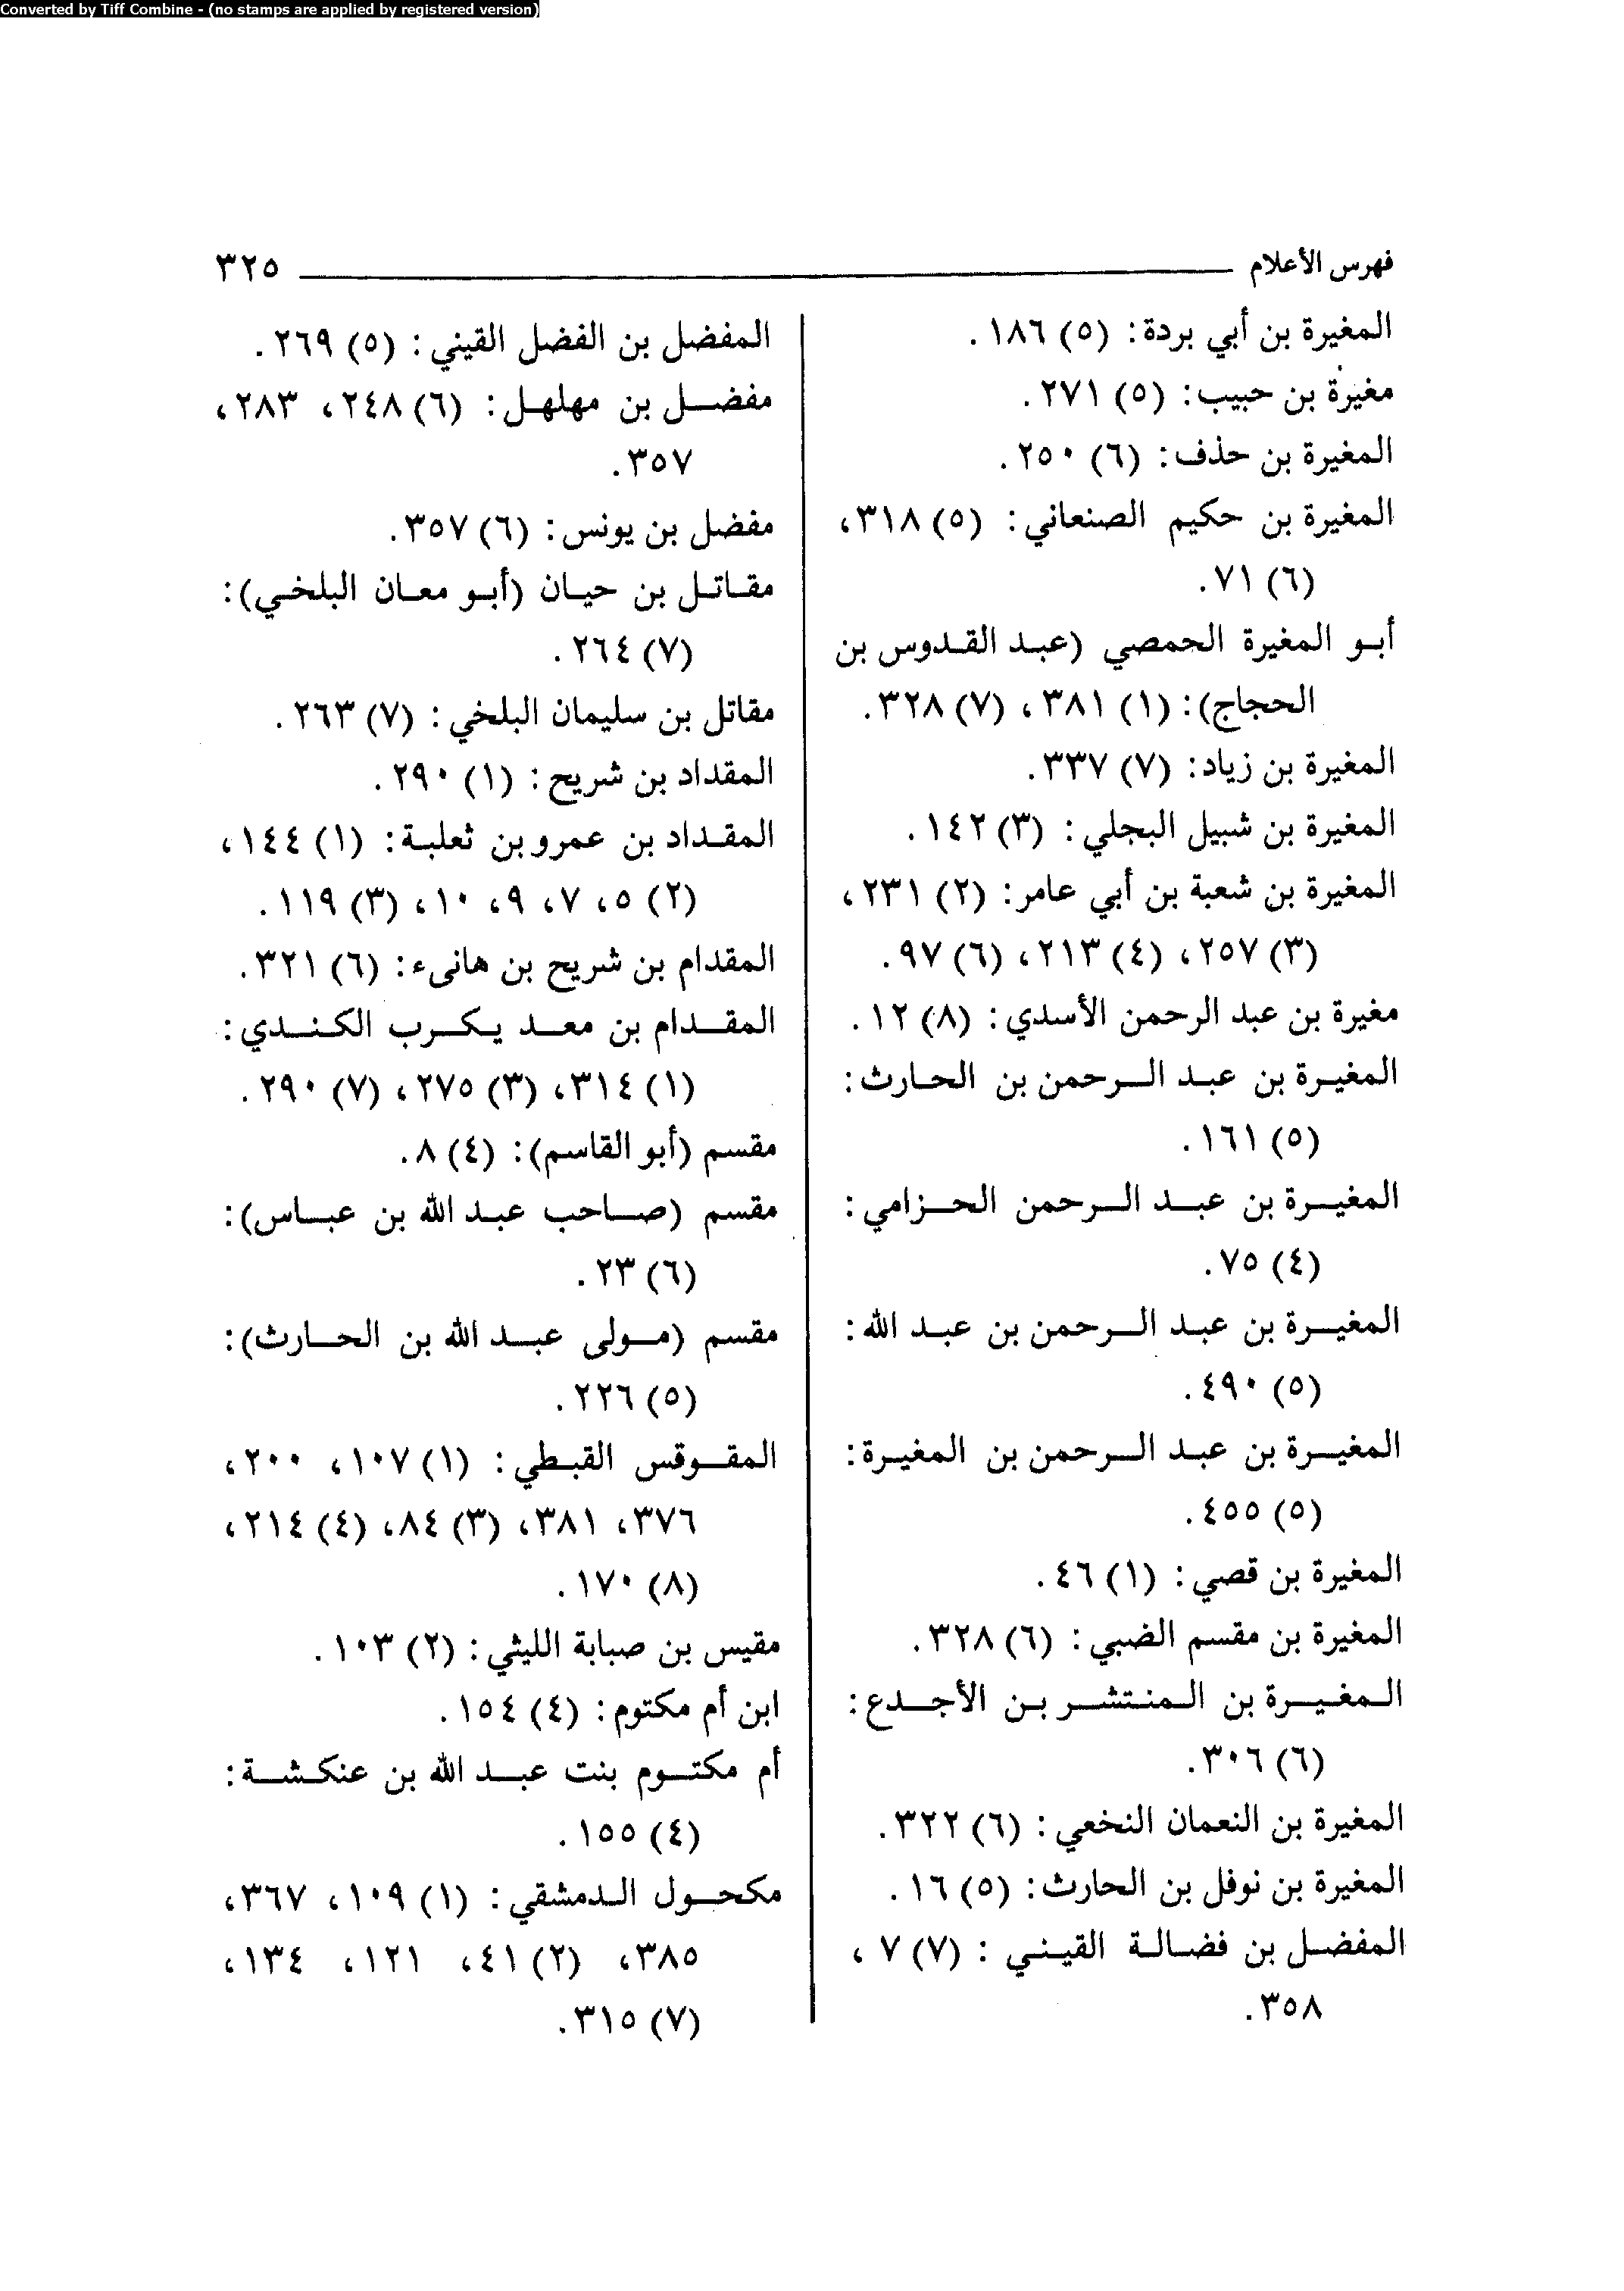 Converted by Tiff Combine - (no stamps are applied by registered version)
فهرس الأعلام ٣٢٥
المغيرة بن أبي بردة: (٥) ١٨٦.
مغيرة بن حبيب: (٥) ٢٧١.
المغيرة بن حذف: (٦) ٢٥٠.
المغيرة بن حكيم الصنعاني: (٥) ٣١٨،
(٦) ٧١.
أبو المغيرة الحمصي (عبد القدوس بن
الحجاج): (١) ٣٨١، (٧) ٣٢٨.
المغيرة بن زياد: (٧) ٣٣٧.
المغيرة بن شبيل البجلي: (٣) ١٤٢.
المغيرة بن شعبة بن أبي عامر: (٢) ٢٣١،
(٣) ٢٥٧، (٤) ٢١٣، (٦) ٩٧.
مغيرة بن عبد الرحمن الأسدي: (٨) ١٢.
المغيرة بن عبد الرحمن بن الحارث:
(٥) ١٦١.
المغيرة بن عبد الرحمن الحزامي:
(٤) ٧٥.
المغيرة بن عبد الرحمن بن عبد الله:
(٥) ٤٩٠.
المغيرة بن عبد الرحمن بن المغيرة:
(٥) ٤٥٥.
المغيرة بن قصي: (١) ٤٦.
المغيرة بن مقسم الضبي: (٦) ٣٢٨.
المغيرة بن المنتشر بن الأجدع:
(٦) ٣٠٦.
المغيرة بن النعمان النخعي: (٦) ٣٢٢.
المغيرة بن نوفل بن الحارث: (٥) ١٦.
المفضل بن فضالة القيني: (٧) ٧،
٣٥٨.
المفضل بن الفضل القيني: (٥) ٢٦٩.
مفضل بن مهلهل: (٦) ٢٤٨، ٢٨٣،
٣٥٧.
مفضل بن يونس: (٦) ٣٥٧.
مقاتل بن حيان (أبو معان البلخي):
(٧) ٢٦٤.
مقاتل بن سليمان البلخي: (٧) ٢٦٣.
المقداد بن شريح: (١) ٢٩٠.
المقداد بن عمرو بن ثعلبة: (١) ١٤٤،
(٢) ٥، ٧، ٩، ١٠، (٣) ١١٩.
المقدام بن شريح بن هانىء: (٦) ٣٢١.
المقدام بن معد يكرب الكندي:
(١) ٣١٤، (٣) ٢٧٥، (٧) ٢٩٠.
مقسم (أبو القاسم): (٤) ٨.
مقسم (صاحب عبد الله بن عباس):
(٦) ٢٣.
مقسم (مولى عبد الله بن الحارث):
(٥) ٢٢٦.
المقوقس القبطي: (١) ١٠٧، ٢٠٠،
٣٧٦، ٣٨١، (٣) ٨٤، (٤) ٢١٤،
(٨) ١٧٠.
مقيس بن صبابة الليثي: (٢) ١٠٣.
ابن أم مكتوم: (٤) ١٥٤.
أم مكتوم بنت عبد الله بن عنكشة:
(٤) ١٥٥.
مكحول الدمشقي: (١) ١٠٩، ٣٦٧،
٣٨٥، (٢) ٤١، ١٢١، ١٣٤،
(٧) ٣١٥.